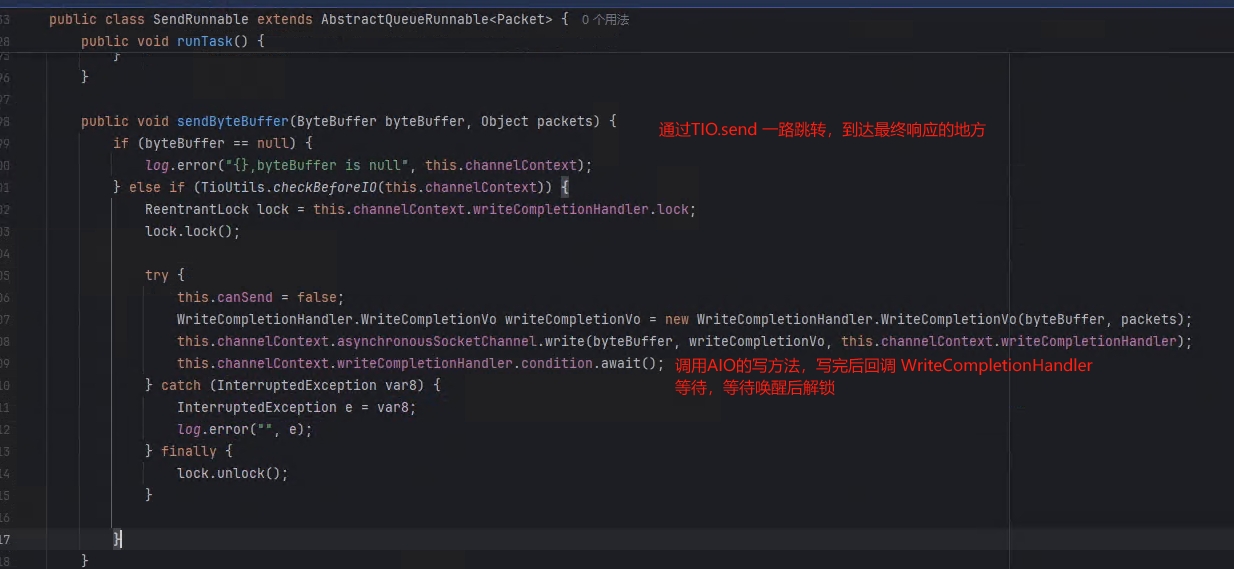 33 public class SendRunnable extends AbstractQueueRunnable<Packet> { 0 个用法
28 public void runTask() {
95 }
96 }
97
98 public void sendByteBuffer(ByteBuffer byteBuffer, Object packets) {
通过TIO.send 一路跳转，到达最终响应的地方
99 if (byteBuffer == null) {
00 log.error("{},byteBuffer is null", this.channelContext);
01 } else if (TioUtils.checkBeforeIO(this.channelContext)) {
02 ReentrantLock lock = this.channelContext.writeCompletionHandler.lock;
03 lock.lock();
04
05 try {
06 this.canSend = false;
07 WriteCompletionHandler.WriteCompletionVo writeCompletionVo = new WriteCompletionHandler.WriteCompletionVo(byteBuffer, packets);
08 this.channelContext.asynchronousSocketChannel.write(byteBuffer, writeCompletionVo, this.channelContext.writeCompletionHandler);
09 this.channelContext.writeCompletionHandler.condition.await();
调用AIO的写方法，写完后回调 WriteCompletionHandler
等待，等待唤醒后解锁
10 } catch (InterruptedException var8) {
11 InterruptedException e = var8;
12 log.error("", e);
13 } finally {
14 lock.unlock();
15 }
16
17 }
18 }